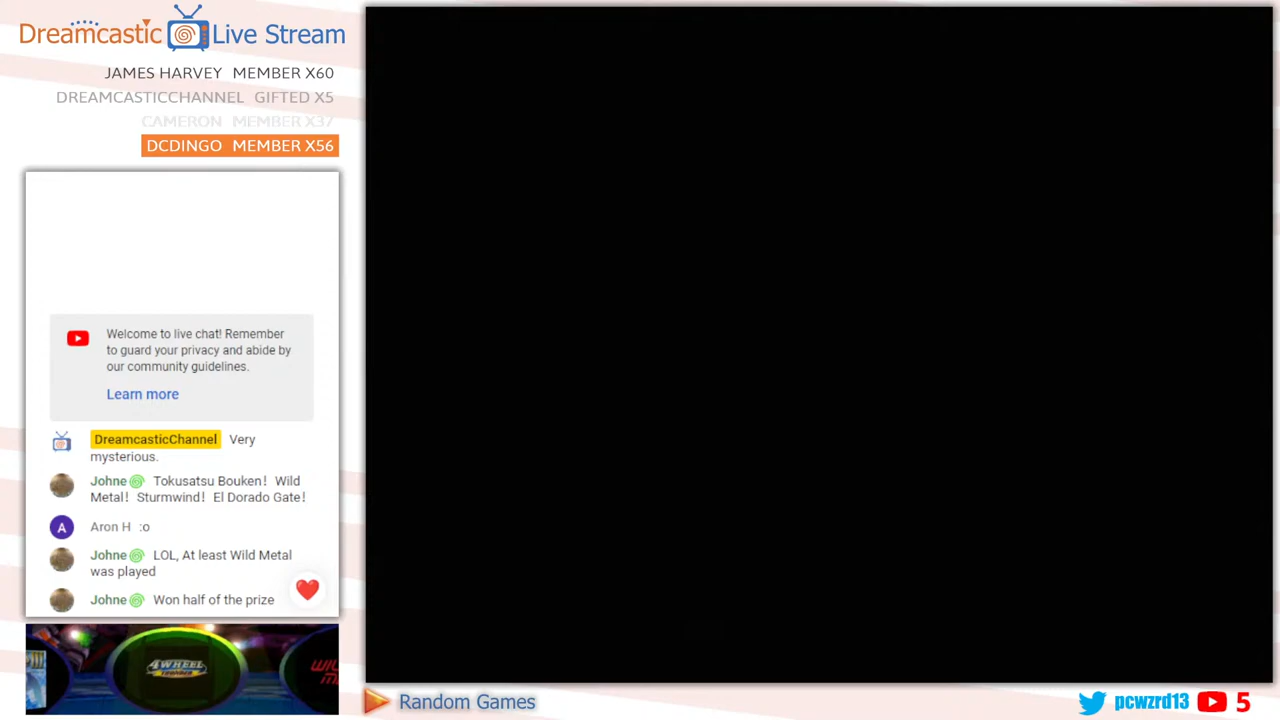 Dreamcastic Live Stream
JAMES HARVEY MEMBER X60
DREAMCASTICCHANNEL GIFTED X5
CAMERON MEMBER X37
DCDINGO MEMBER X56
Welcome to live chat! Remember
to guard your privacy and abide by
our community guidelines.
Learn more
DreamcasticChannel Very
mysterious.
Johne Tokusatsu Bouken! Wild
Metal! Sturmwind! El Dorado Gate!
A Aron H :o
Johne LOL, At least Wild Metal
was played
Johne Won half of the prize
4WHEEL
THUNDER
Random Games
pcwzrd13 5